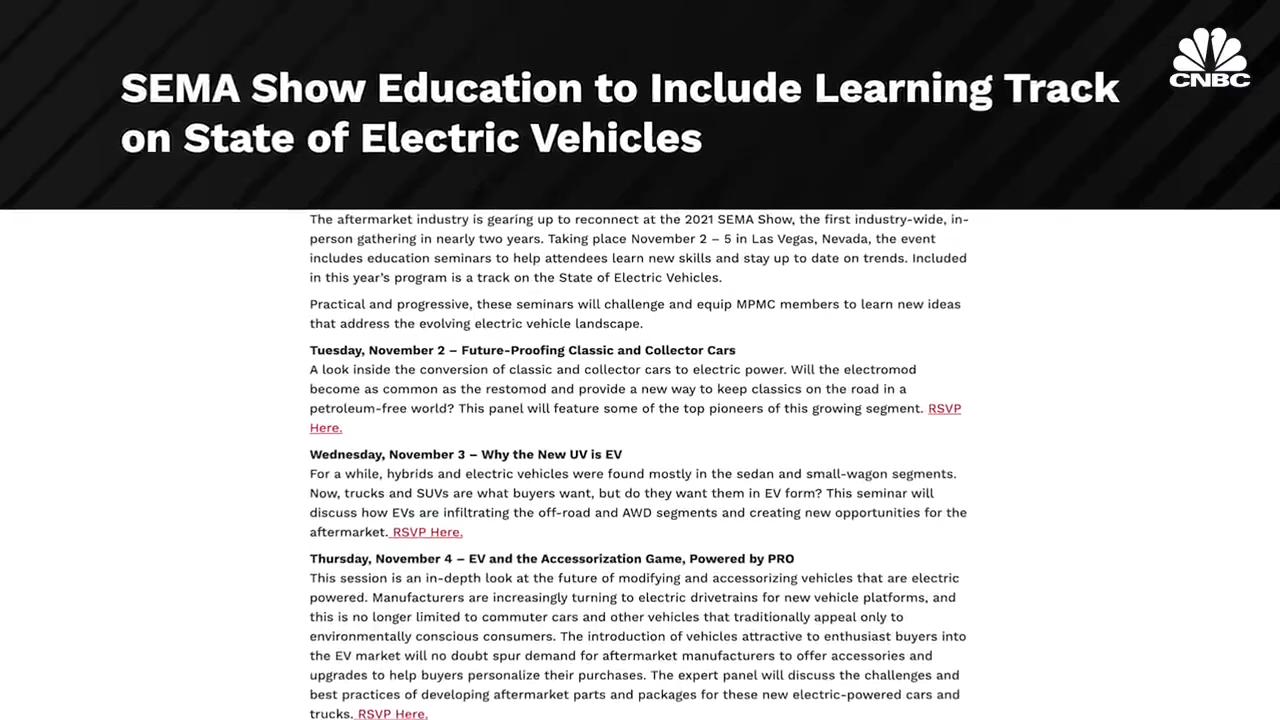 CNBC
SEMA Show Education to Include Learning Track
on State of Electric Vehicles
The aftermarket industry is gearing up to reconnect at the 2021 SEMA Show, the first industry-wide, in-
person gathering in nearly two years. Taking place November 2 – 5 in Las Vegas, Nevada, the event
includes education seminars to help attendees learn new skills and stay up to date on trends. Included
in this year’s program is a track on the State of Electric Vehicles.
Practical and progressive, these seminars will challenge and equip MPMC members to learn new ideas
that address the evolving electric vehicle landscape.
Tuesday, November 2 – Future-Proofing Classic and Collector Cars
A look inside the conversion of classic and collector cars to electric power. Will the electromod
become as common as the restomod and provide a new way to keep classics on the road in a
petroleum-free world? This panel will feature some of the top pioneers of this growing segment. RSVP
Here.
Wednesday, November 3 – Why the New UV is EV
For a while, hybrids and electric vehicles were found mostly in the sedan and small-wagon segments.
Now, trucks and SUVs are what buyers want, but do they want them in EV form? This seminar will
discuss how EVs are infiltrating the off-road and AWD segments and creating new opportunities for the
aftermarket. RSVP Here.
Thursday, November 4 – EV and the Accessorization Game, Powered by PRO
This session is an in-depth look at the future of modifying and accessorizing vehicles that are electric
powered. Manufacturers are increasingly turning to electric drivetrains for new vehicle platforms, and
this is no longer limited to commuter cars and other vehicles that traditionally appeal only to
environmentally conscious consumers. The introduction of vehicles attractive to enthusiast buyers into
the EV market will no doubt spur demand for aftermarket manufacturers to offer accessories and
upgrades to help buyers personalize their purchases. The expert panel will discuss the challenges and
best practices of developing aftermarket parts and packages for these new electric-powered cars and
trucks. RSVP Here.